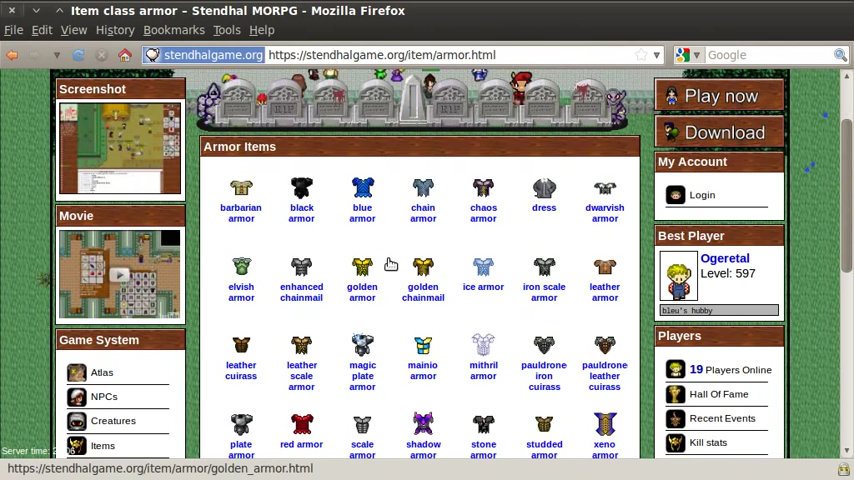 Item class armor – Stendhal MORPG - Mozilla Firefox
File Edit View History Bookmarks Tools Help
stendhalgame.org https://stendhalgame.org/item/armor.html
Google
Screenshot
Movie
Game System
Atlas
NPCs
Creatures
Items
Server time:
Armor Items
barbarian armor
black armor
blue armor
chain armor
chaos armor
dress
dwarvish armor
elvish armor
enhanced chainmail
golden armor
golden chainmail
ice armor
iron scale armor
leather armor
leather cuirass
leather scale armor
magic plate armor
mainio armor
mithril armor
pauldrone iron cuirass
pauldrone leather cuirass
plate armor
red armor
scale armor
shadow armor
stone armor
studded armor
xeno armor
Play now
Download
My Account
Login
Best Player
Ogeretal
Level: 597
bleu's hubby
Players
19 Players Online
Hall Of Fame
Recent Events
Kill stats
https://stendhalgame.org/item/armor/golden_armor.html